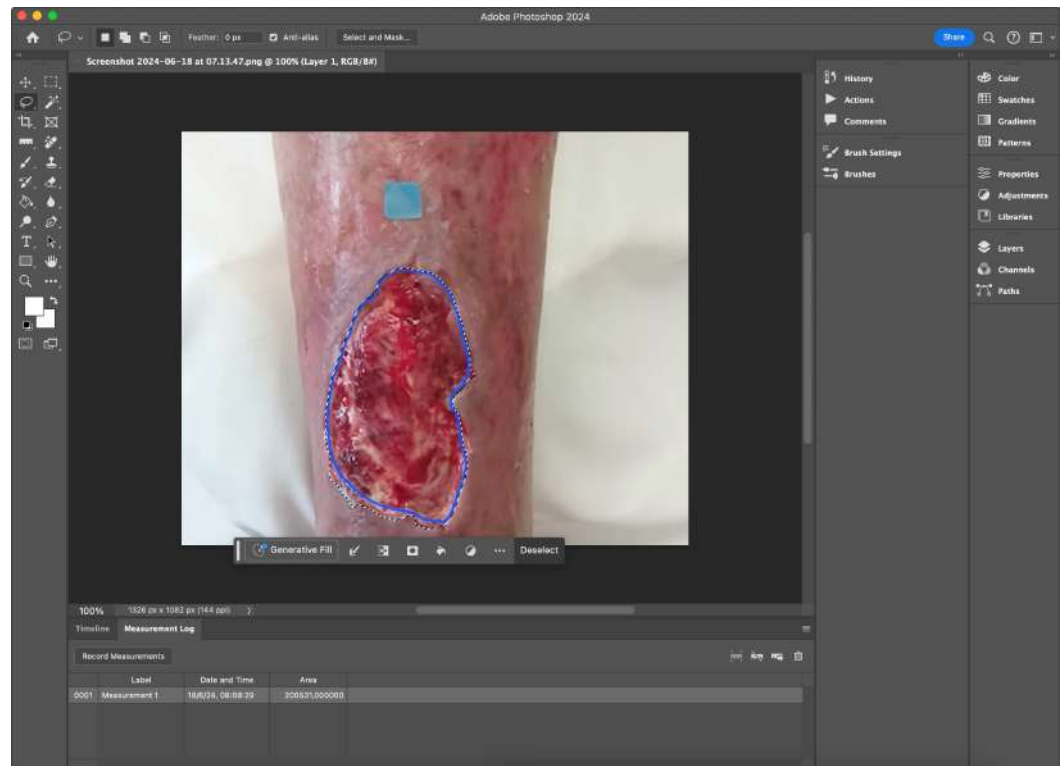 Adobe Photoshop 2024
Feather: 0 px Anti-alias Select and Mask... Share
Screenshot 2024-06-18 at 07.13.47.png @ 100% (Layer 1, RGB/8#)
History
Actions
Comments
Brush Settings
Brushes
Color
Swatches
Gradients
Patterns
Properties
Adjustments
Libraries
Layers
Channels
Paths
Generative Fill Deselect
100% 1326 px x 1082 px (144 ppi)
Timeline Measurement Log
Record Measurements
Label Date and Time Area
0001 Measurement 1 18/6/24, 08:08:29 200531,000000